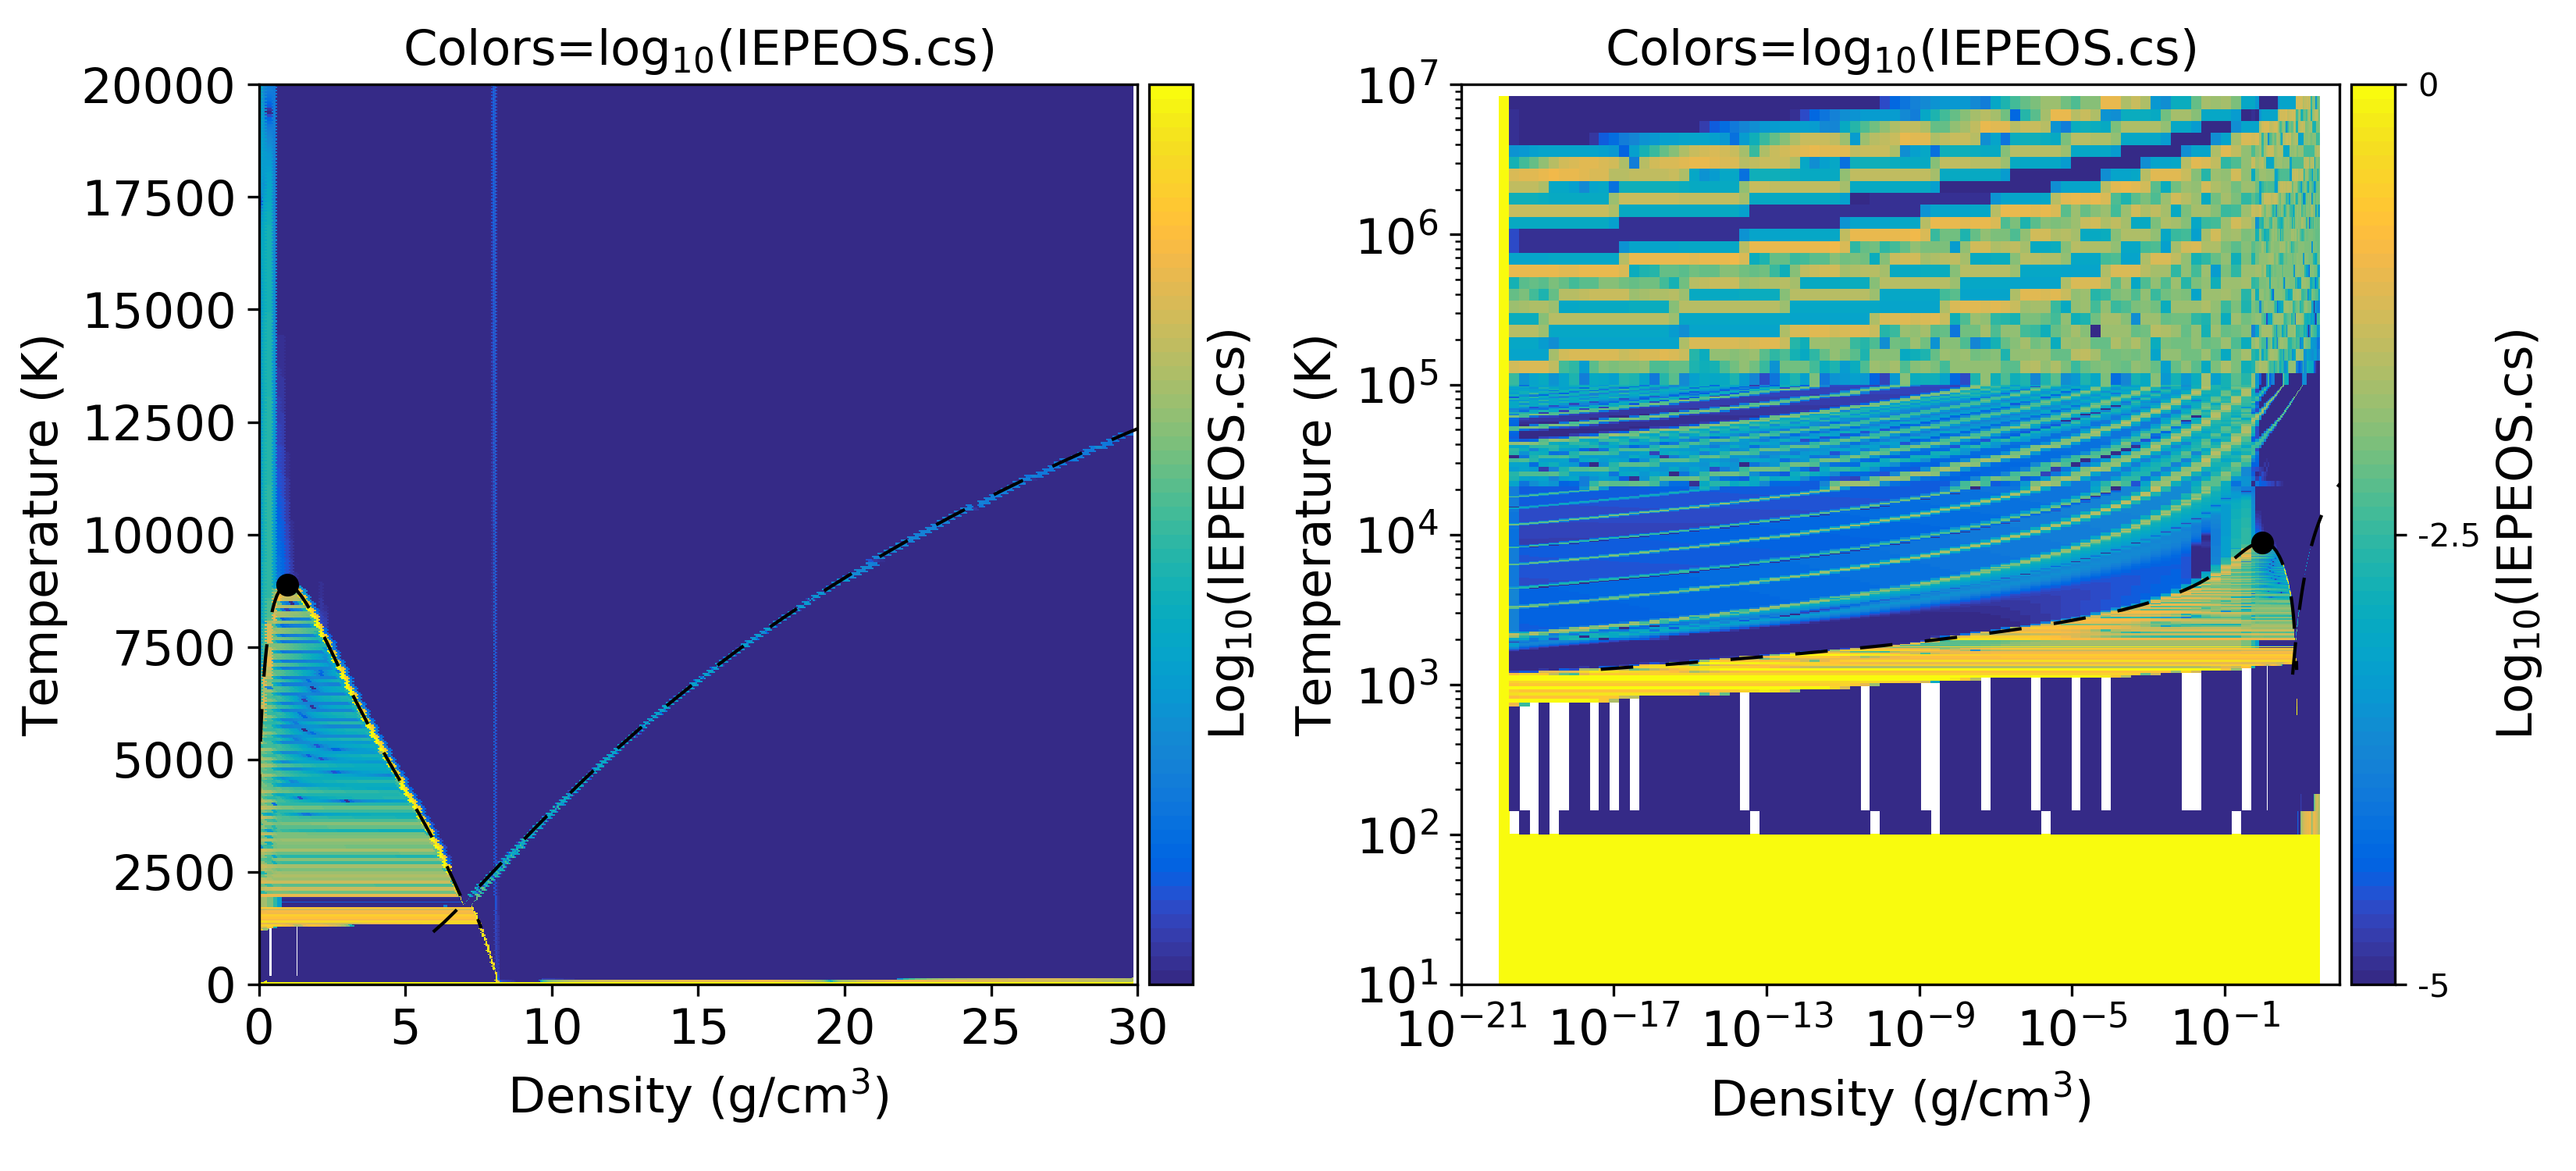 Colors=log₁₀(IEPEOS.cs)
20000
17500
15000
12500
10000
7500
5000
2500
0
Temperature (K)
0 5 10 15 20 25 30
Density (g/cm³)
Log₁₀(IEPEOS.cs)
Colors=log₁₀(IEPEOS.cs)
10⁷
10⁶
10⁵
10⁴
10³
10²
10¹
Temperature (K)
10⁻²¹ 10⁻¹⁷ 10⁻¹³ 10⁻⁹ 10⁻⁵ 10⁻¹
Density (g/cm³)
0
-2.5
-5
Log₁₀(IEPEOS.cs)